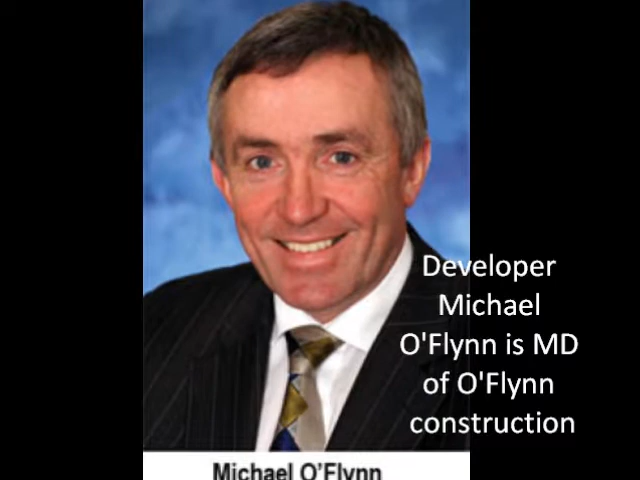 Developer
Michael
O'Flynn is MD
of O'Flynn
construction
Michael O'Flynn